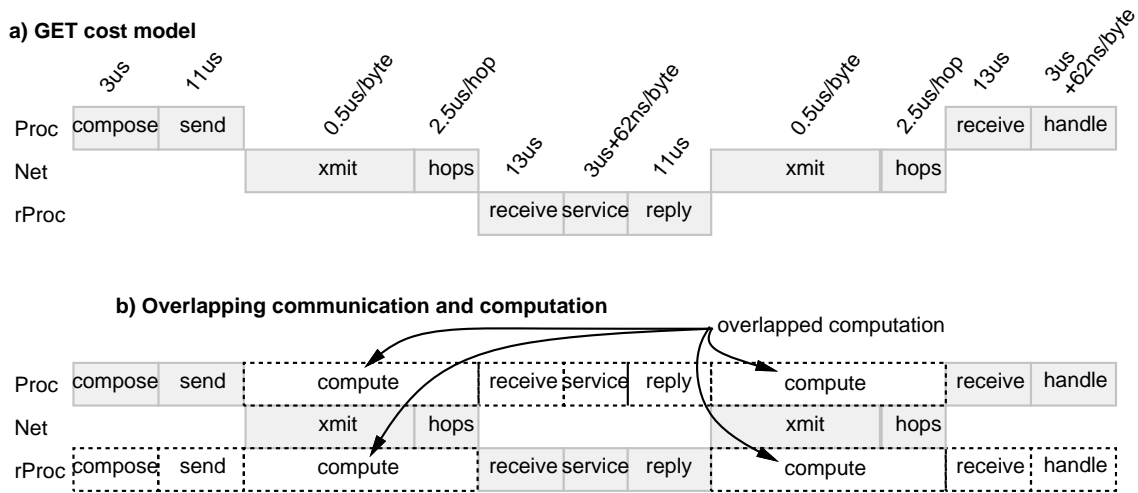 a) GET cost model
3us 11us 0.5us/byte 2.5us/hop 13us 3us+62ns/byte 11us 0.5us/byte 2.5us/hop 13us 3us
+62ns/byte
Proc compose send receive handle
Net xmit hops xmit hops
rProc receive service reply
b) Overlapping communication and computation
overlapped computation
Proc compose send compute receive service reply compute receive handle
Net xmit hops xmit hops
rProc compose send compute receive service reply compute receive handle